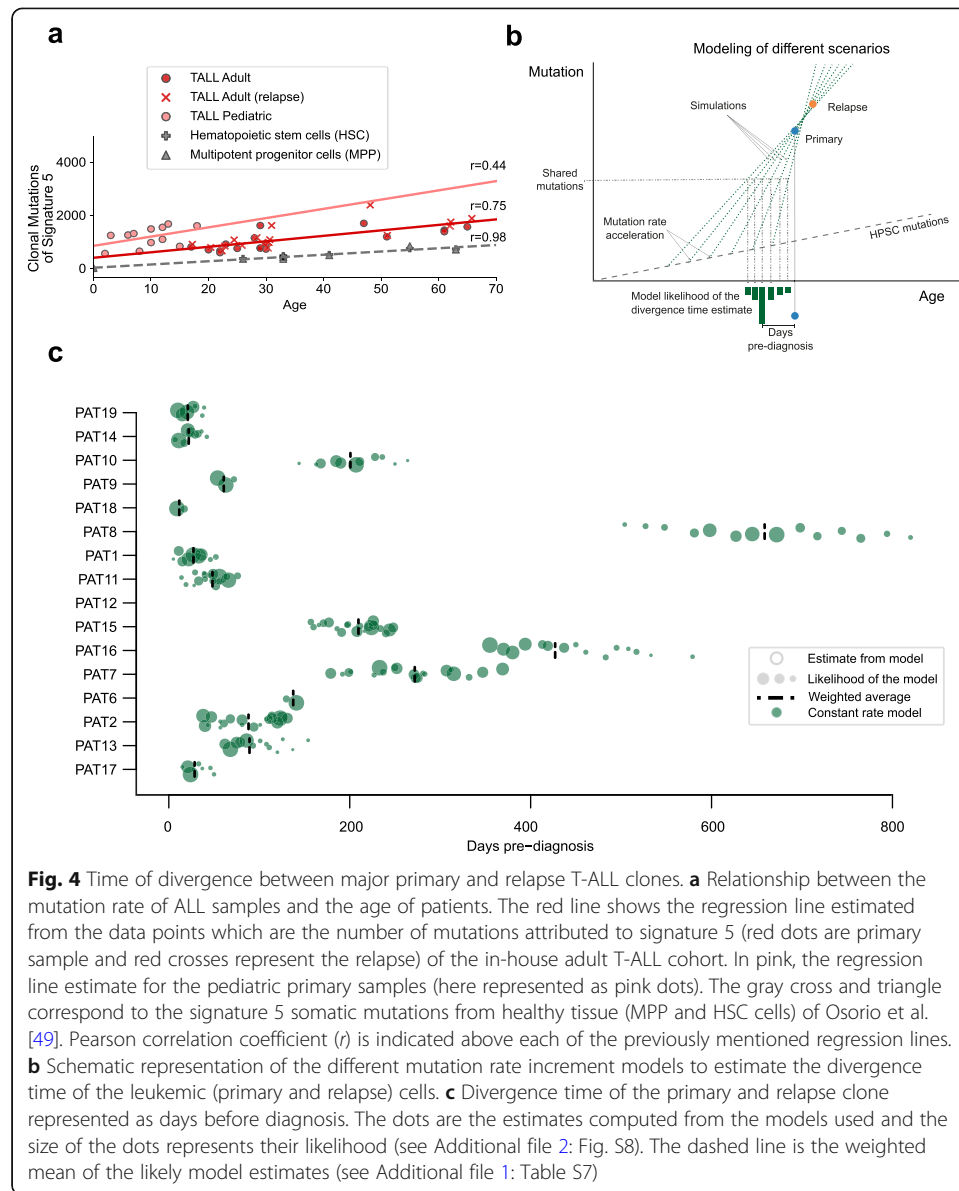 a
TALL Adult
TALL Adult (relapse)
TALL Pediatric
Hematopoietic stem cells (HSC)
Multipotent progenitor cells (MPP)
Clonal Mutations
of Signature 5
4000
2000
0
r=0.44
r=0.75
r=0.98
0 10 20 30 40 50 60 70
Age
b
Modeling of different scenarios
Mutation
Simulations
Relapse
Primary
Shared
mutations
Mutation rate
acceleration
HPSC mutations
Model likelihood of the
divergence time estimate
Age
Days
pre-diagnosis
c
PAT19
PAT14
PAT10
PAT9
PAT18
PAT8
PAT1
PAT11
PAT12
PAT15
PAT16
PAT7
PAT6
PAT2
PAT13
PAT17
Estimate from model
Likelihood of the model
Weighted average
Constant rate model
0 200 400 600 800
Days pre−diagnosis
Fig. 4 Time of divergence between major primary and relapse T-ALL clones. a Relationship between the
mutation rate of ALL samples and the age of patients. The red line shows the regression line estimated
from the data points which are the number of mutations attributed to signature 5 (red dots are primary
sample and red crosses represent the relapse) of the in-house adult T-ALL cohort. In pink, the regression
line estimate for the pediatric primary samples (here represented as pink dots). The gray cross and triangle
correspond to the signature 5 somatic mutations from healthy tissue (MPP and HSC cells) of Osorio et al.
[49]. Pearson correlation coefficient (r) is indicated above each of the previously mentioned regression lines.
b Schematic representation of the different mutation rate increment models to estimate the divergence
time of the leukemic (primary and relapse) cells. c Divergence time of the primary and relapse clone
represented as days before diagnosis. The dots are the estimates computed from the models used and the
size of the dots represents their likelihood (see Additional file 2: Fig. S8). The dashed line is the weighted
mean of the likely model estimates (see Additional file 1: Table S7)